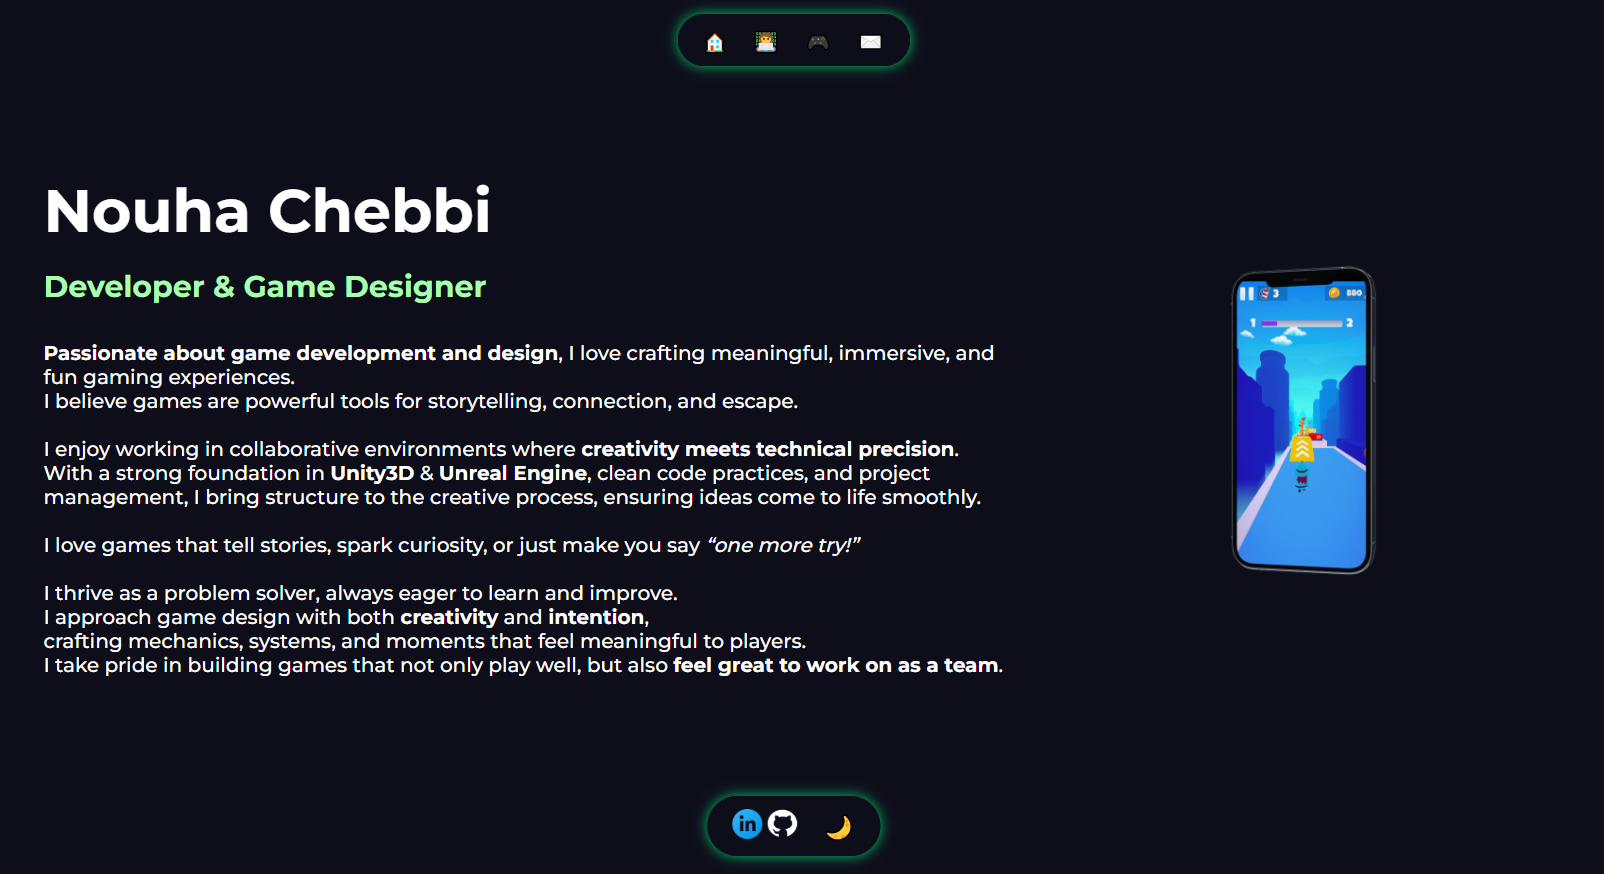 Nouha Chebbi
Developer & Game Designer
Passionate about game development and design, I love crafting meaningful, immersive, and
fun gaming experiences.
I believe games are powerful tools for storytelling, connection, and escape.
I enjoy working in collaborative environments where creativity meets technical precision.
With a strong foundation in Unity3D & Unreal Engine, clean code practices, and project
management, I bring structure to the creative process, ensuring ideas come to life smoothly.
I love games that tell stories, spark curiosity, or just make you say “one more try!”
I thrive as a problem solver, always eager to learn and improve.
I approach game design with both creativity and intention,
crafting mechanics, systems, and moments that feel meaningful to players.
I take pride in building games that not only play well, but also feel great to work on as a team.
3 880
1 2
in